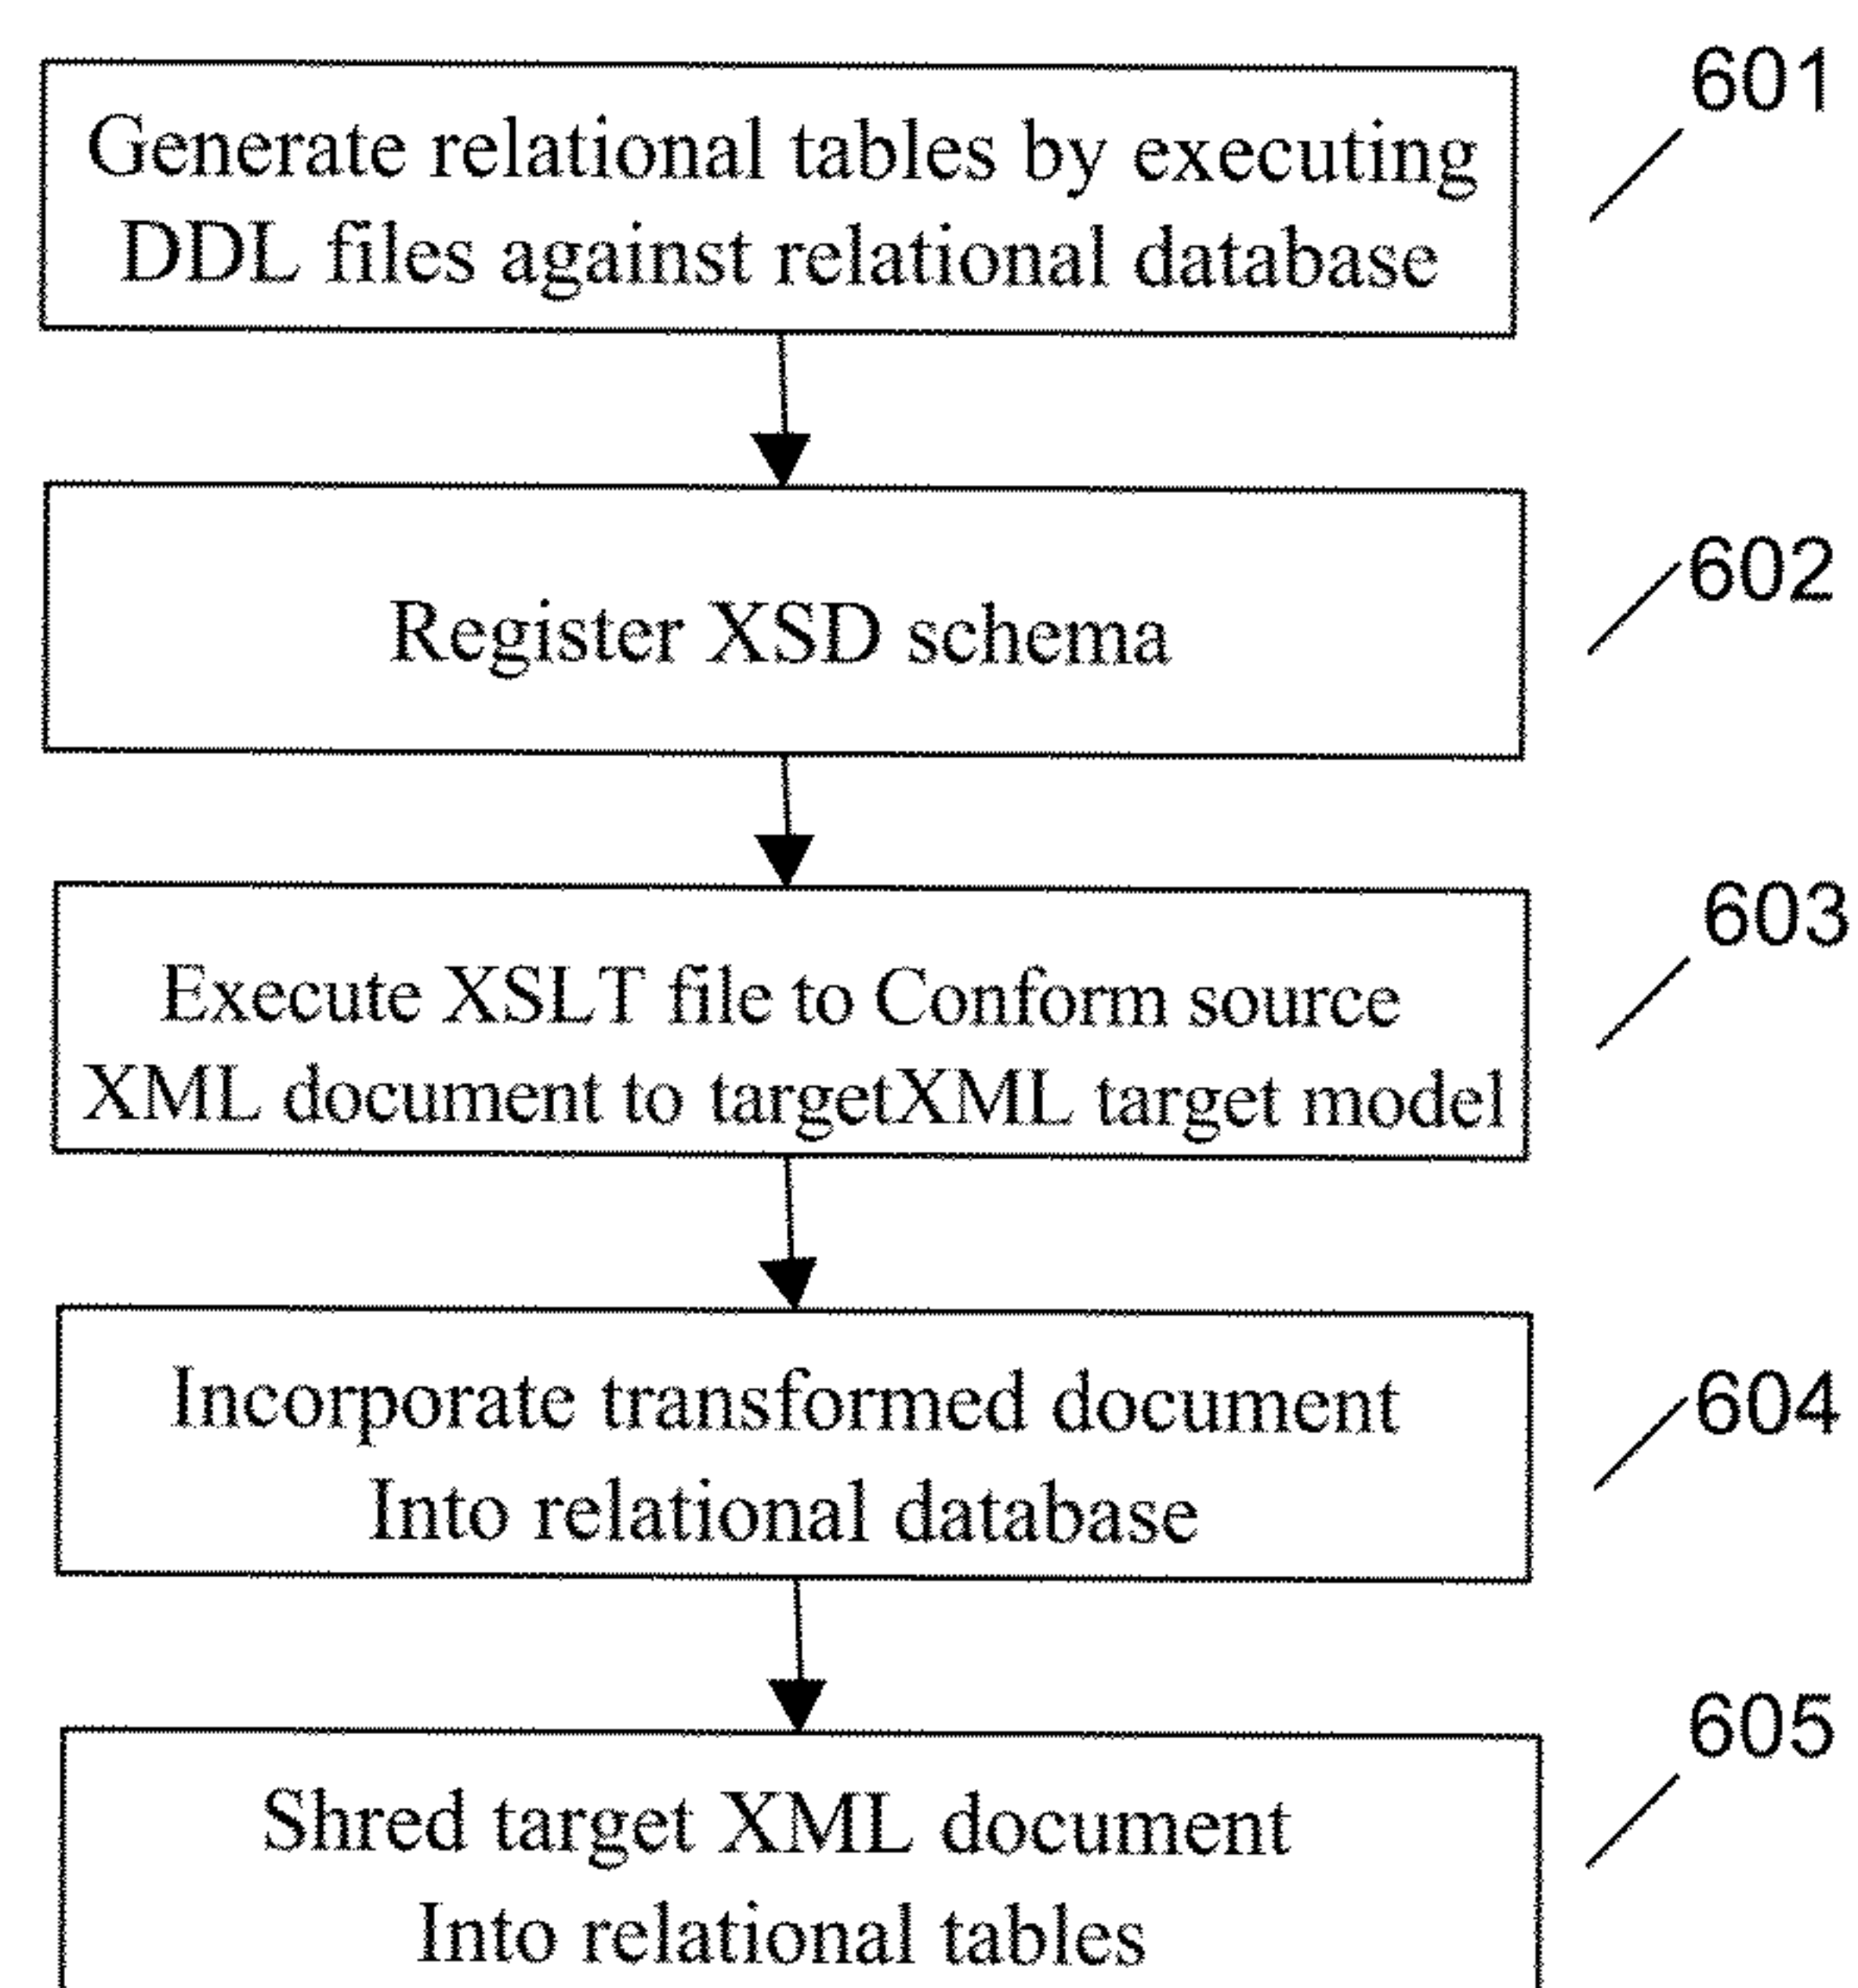 601
Generate relational tables by executing
DDL files against relational database
602
Register XSD schema
603
Execute XSLT file to Conform source
XML document to targetXML target model
604
Incorporate transformed document
Into relational database
605
Shred target XML document
Into relational tables